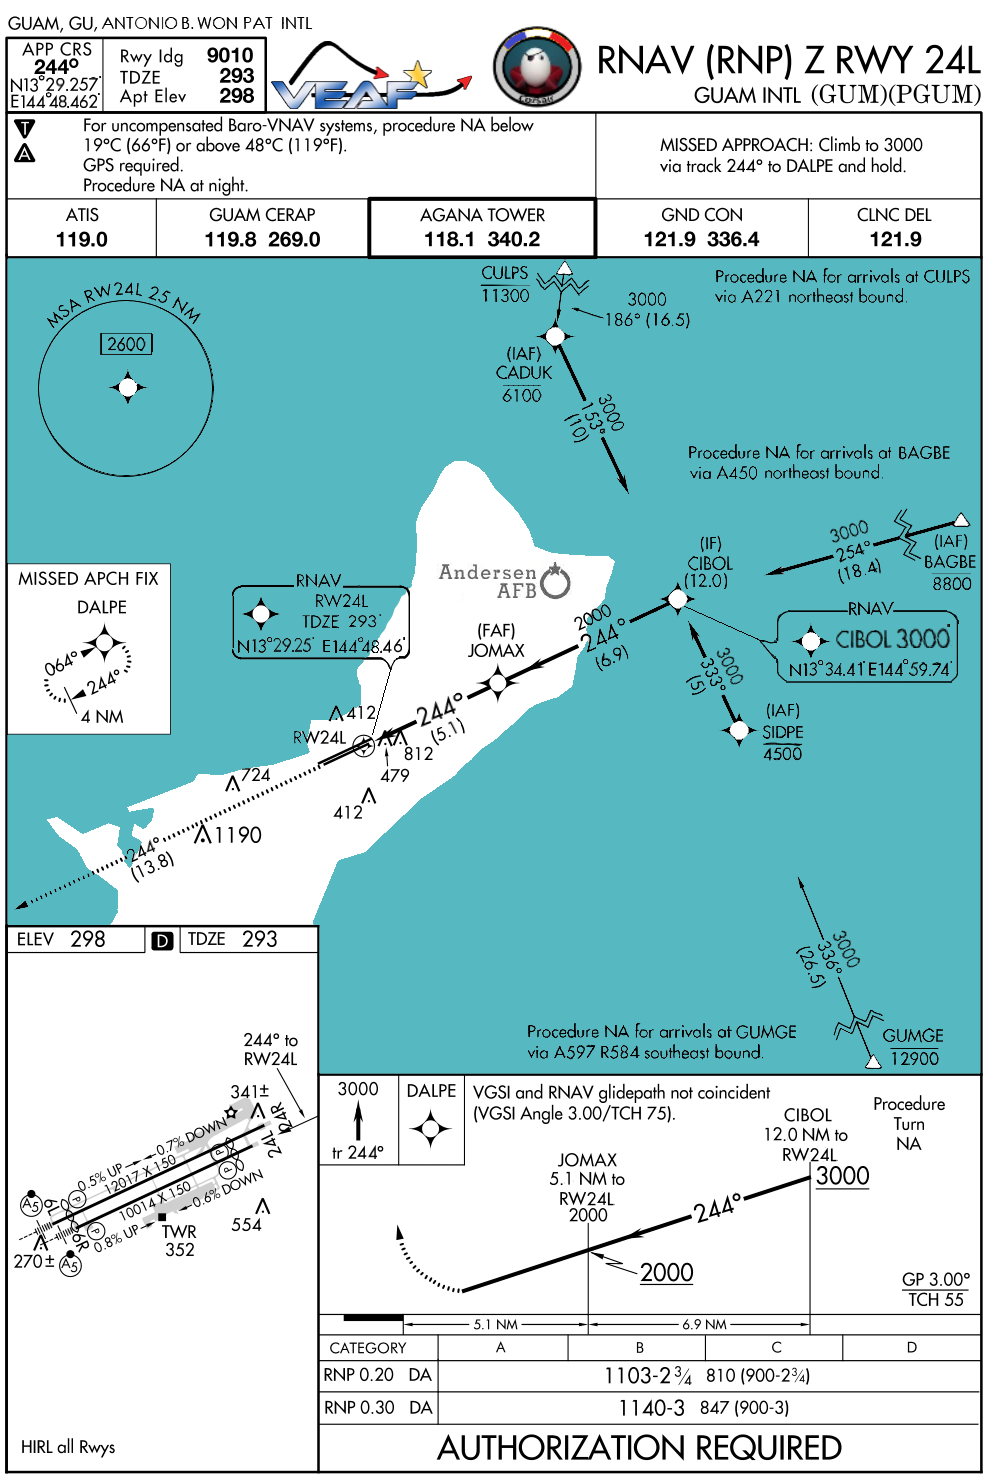 GUAM, GU, ANTONIO B. WON PAT INTL
APP CRS
244°
N13°29.257'
E144°48.462'
Rwy ldg 9010
TDZE 293
Apt Elev 298
VEAF
Corsair
RNAV (RNP) Z RWY 24L
GUAM INTL (GUM)(PGUM)
T
A
For uncompensated Baro-VNAV systems, procedure NA below
19°C (66°F) or above 48°C (119°F).
GPS required.
Procedure NA at night.
MISSED APPROACH: Climb to 3000
via track 244° to DALPE and hold.
ATIS
119.0
GUAM CERAP
119.8 269.0
AGANA TOWER
118.1 340.2
GND CON
121.9 336.4
CLNC DEL
121.9
MSA RW24L 25 NM
2600
CULPS
11300
3000
186° (16.5)
Procedure NA for arrivals at CULPS
via A221 northeast bound.
(IAF)
CADUK
6100
3000
153°
(10)
Procedure NA for arrivals at BAGBE
via A450 northeast bound.
3000
254°
(18.4)
(IAF)
BAGBE
8800
(IF)
CIBOL
(12.0)
RNAV
CIBOL 3000'
N13°34.41' E144°59.74'
MISSED APCH FIX
DALPE
064°
244°
4 NM
RNAV
RW24L
TDZE 293'
N13°29.25' E144°48.46'
Andersen
AFB
(FAF)
JOMAX
2000
244°
(6.9)
3000
333°
(5)
(IAF)
SIDPE
4500
244°
(5.1)
412
RW24L
812
479
724
412
1190
244°
(13.8)
3000
336°
(26.5)
GUMGE
12900
Procedure NA for arrivals at GUMGE
via A597 R584 southeast bound.
ELEV 298
D
TDZE 293
244° to
RW24L
341±
24R
24L
0.7% DOWN
0.5% UP
12017 X 150
P
P
10014 X 150
0.6% DOWN
A5
6L
P
P
6R
0.8% UP
TWR
352
554
270±
A5
HIRL all Rwys
3000
tr 244°
DALPE
VGSI and RNAV glidepath not coincident
(VGSI Angle 3.00/TCH 75).
Procedure
Turn
NA
CIBOL
12.0 NM to
RW24L
3000
JOMAX
5.1 NM to
RW24L
2000
244°
2000
GP 3.00°
TCH 55
5.1 NM
6.9 NM
CATEGORY A B C D
RNP 0.20 DA 1103-2¾ 810 (900-2¾)
RNP 0.30 DA 1140-3 847 (900-3)
AUTHORIZATION REQUIRED